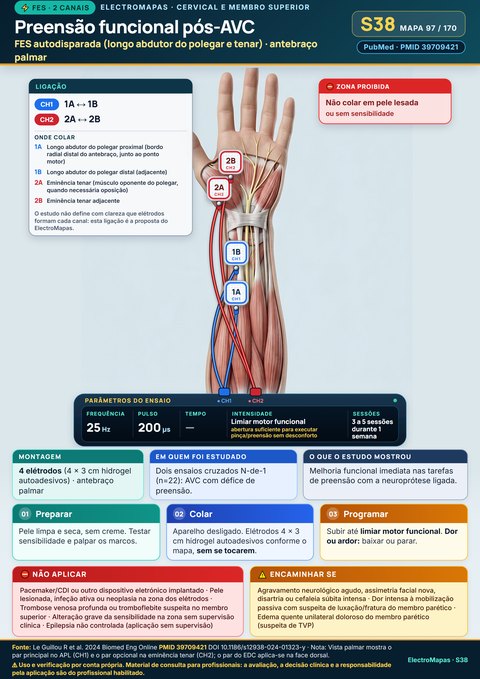 FES · 2 CANAIS
ELECTROMAPAS · CERVICAL E MEMBRO SUPERIOR
Preensão funcional pós-AVC
FES autodisparada (longo abdutor do polegar e tenar) · antebraço
palmar
S38 MAPA 97 / 170
PubMed · PMID 39709421
LIGAÇÃO
CH1 1A ↔ 1B
CH2 2A ↔ 2B
ONDE COLAR
1A Longo abdutor do polegar proximal (bordo
radial distal do antebraço, junto ao ponto
motor)
1B Longo abdutor do polegar distal (adjacente)
2A Eminência tenar (músculo oponente do polegar,
quando necessária oposição)
2B Eminência tenar adjacente
O estudo não define com clareza que elétrodos
formam cada canal: esta ligação é a proposta do
ElectroMapas.
ZONA PROIBIDA
Não colar em pele lesada
ou sem sensibilidade
2B
CH2
2A
CH2
1B
CH1
1A
CH1
CH1
CH2
PARÂMETROS DO ENSAIO
FREQUÊNCIA
25 Hz
PULSO
200 µs
TEMPO
—
INTENSIDADE
Limiar motor funcional
abertura suficiente para executar
pinça/preensão sem desconforto
SESSÕES
3 a 5 sessões
durante 1
semana
MONTAGEM
4 elétrodos (4 × 3 cm hidrogel
autoadesivos) · antebraço
palmar
EM QUEM FOI ESTUDADO
Dois ensaios cruzados N-de-1
(n=22): AVC com défice de
preensão.
O QUE O ESTUDO MOSTROU
Melhoria funcional imediata nas tarefas
de preensão com a neuroprótese ligada.
01 Preparar
Pele limpa e seca, sem creme. Testar
sensibilidade e palpar os marcos.
02 Colar
Aparelho desligado. Elétrodos 4 × 3
cm hidrogel autoadesivos conforme o
mapa, sem se tocarem.
03 Programar
Subir até limiar motor funcional. Dor
ou ardor: baixar ou parar.
NÃO APLICAR
Pacemaker/CDI ou outro dispositivo eletrónico implantado · Pele
lesionada, infeção ativa ou neoplasia na zona dos elétrodos ·
Trombose venosa profunda ou tromboflebite suspeita no membro
superior · Alteração grave da sensibilidade na zona sem supervisão
clínica · Epilepsia não controlada (aplicação sem supervisão)
ENCAMINHAR SE
Agravamento neurológico agudo, assimetria facial nova,
disartria ou cefaleia súbita intensa · Dor intensa à mobilização
passiva com suspeita de luxação/fratura do membro parético ·
Edema quente unilateral doloroso do membro parético
(suspeita de TVP)
Fonte: Le Guillou R et al. 2024 Biomed Eng Online PMID 39709421 DOI 10.1186/s12938-024-01323-y · Nota: Vista palmar mostra o
par principal no APL (CH1) e o par opcional na eminência tenar (CH2); o par do EDC aplica-se na face dorsal.
Uso e verificação por conta própria. Material de consulta para profissionais: a avaliação, a decisão clínica e a responsabilidade
pela aplicação são do profissional habilitado.
ElectroMapas · S38